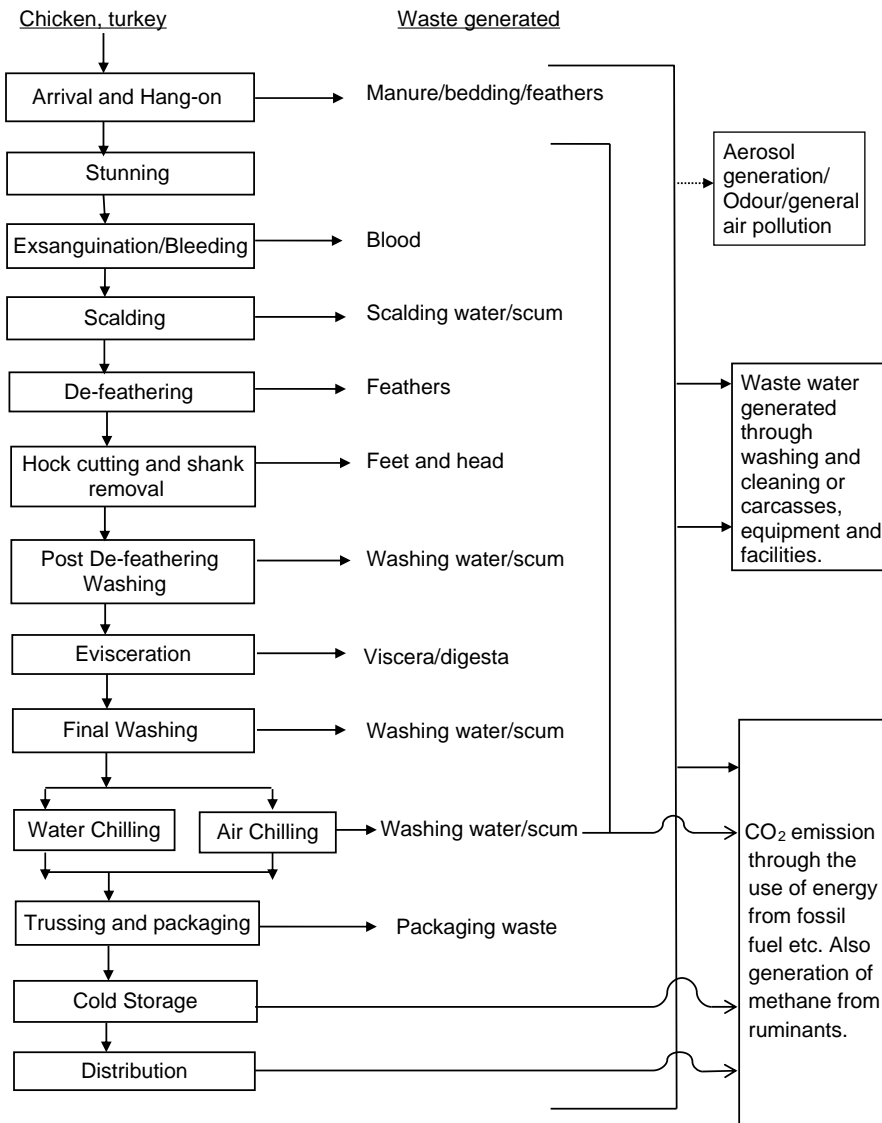 Chicken, turkey
Waste generated
Arrival and Hang-on
Manure/bedding/feathers
Stunning
Aerosol
generation/
Odour/general
air pollution
Exsanguination/Bleeding
Blood
Scalding
Scalding water/scum
De-feathering
Feathers
Waste water
generated
through
washing and
cleaning or
carcasses,
equipment and
facilities.
Hock cutting and shank
removal
Feet and head
Post De-feathering
Washing
Washing water/scum
Evisceration
Viscera/digesta
Final Washing
Washing water/scum
Water Chilling
Air Chilling
Washing water/scum
CO2 emission
through the
use of energy
from fossil
fuel etc. Also
generation of
methane from
ruminants.
Trussing and packaging
Packaging waste
Cold Storage
Distribution